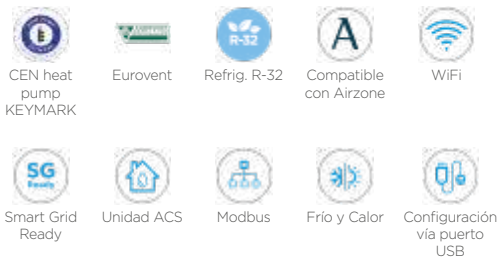 R-32
A
CEN heat
pump
KEYMARK
Eurovent
Refrig. R-32
Compatible
con Airzone
WiFi
SG
Ready
Smart Grid
Ready
Unidad ACS
Modbus
Frío y Calor
Configuración
vía puerto
USB